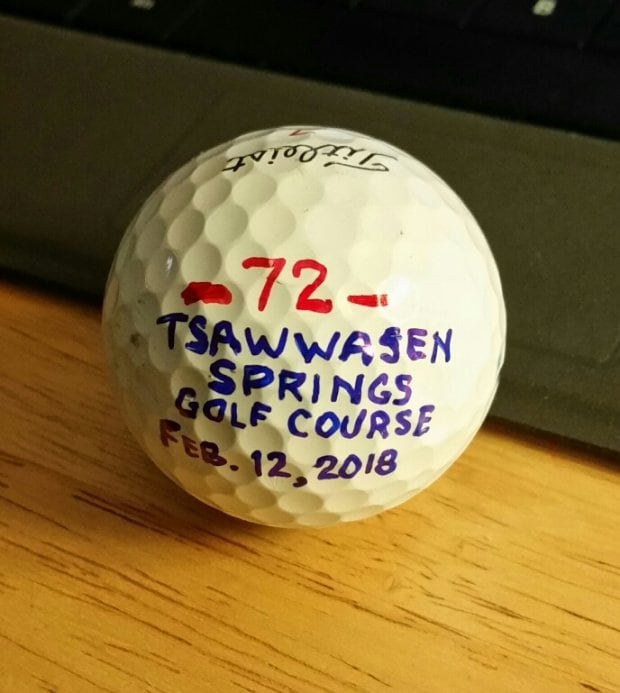 Titleist
-72-
TSAWWASEN
SPRINGS
GOLF COURSE
FEB. 12, 2018